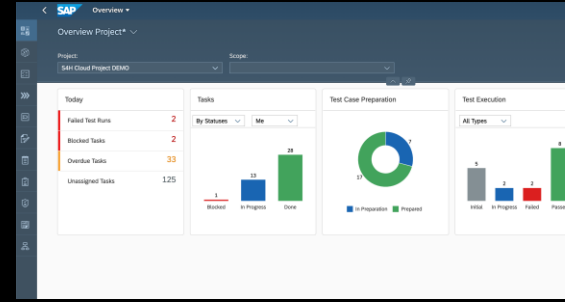 SAP Overview
Overview Project*
Project:
Scope:
S4H Cloud Project DEMO
Today
Failed Test Runs 2
Blocked Tasks 2
Overdue Tasks 33
Unassigned Tasks 125
Tasks
By Statuses Me
1
13
28
Blocked In Progress Done
Test Case Preparation
7
17
In Preparation Prepared
Test Execution
All Types
5
2
2
8
Initial In Progress Failed Passe